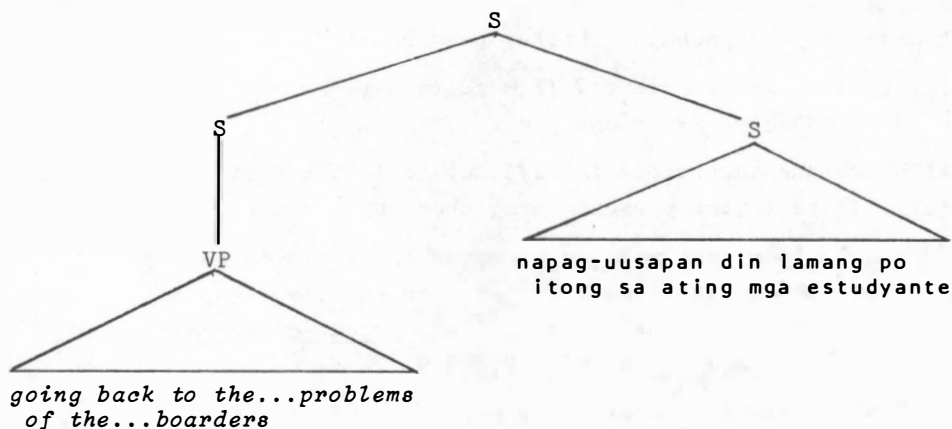 S
S
S
VP
napag-uusapan din lamang po
itong sa ating mga estudyante
going back to the...problems
of the...boarders